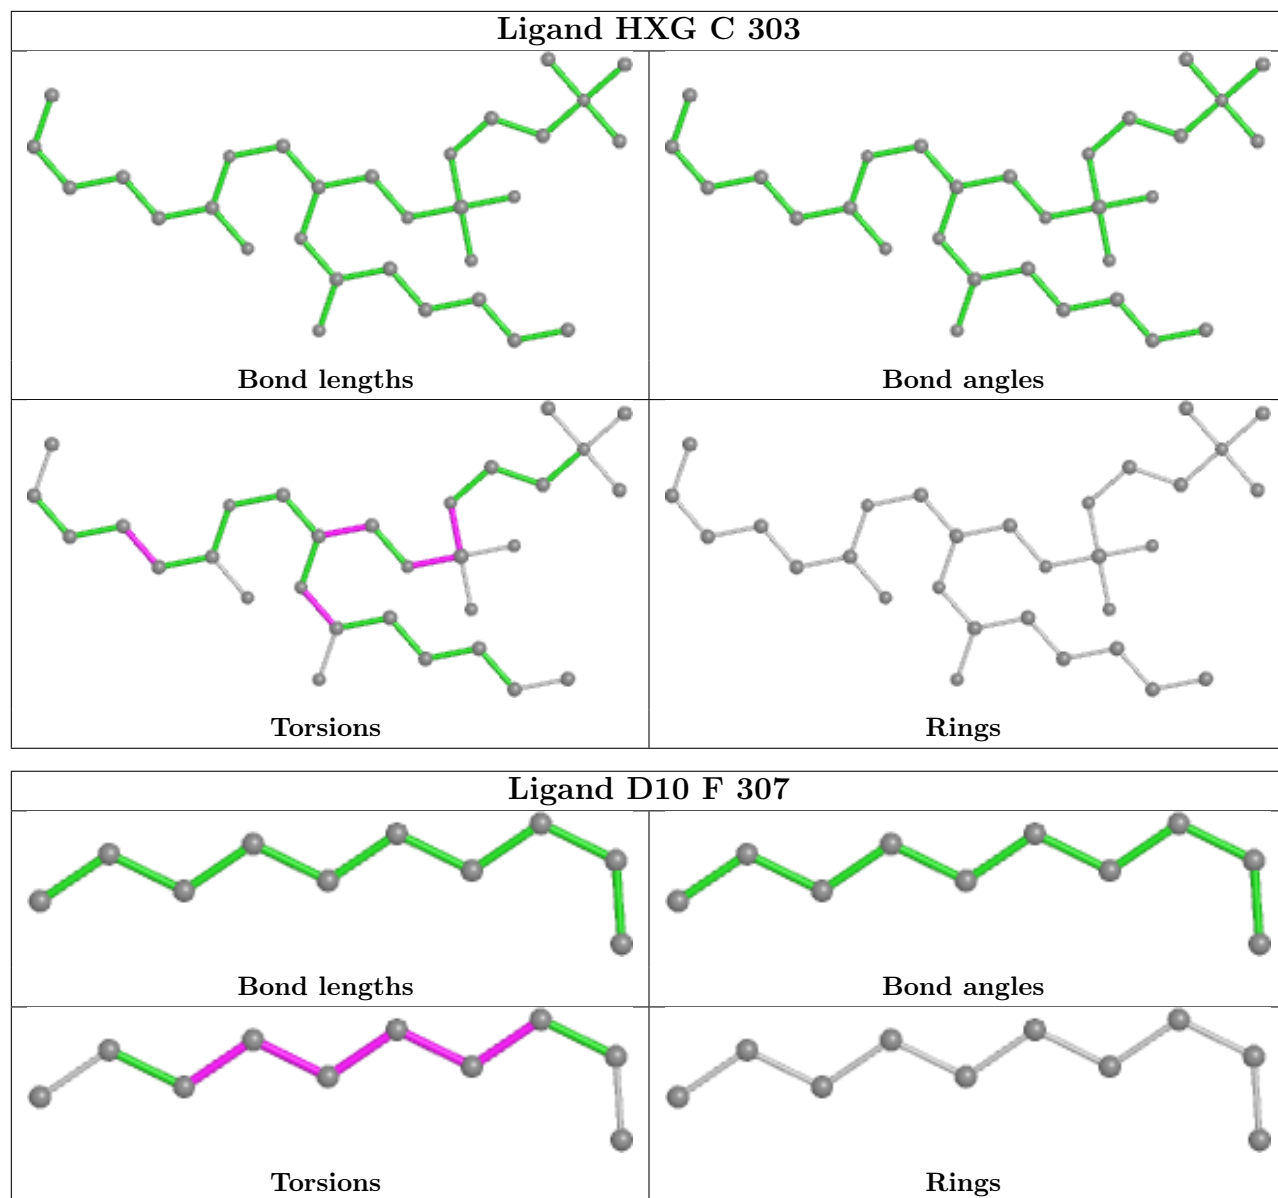 Ligand HXG C 303
Bond lengths
Bond angles
Torsions
Rings
Ligand D10 F 307
Bond lengths
Bond angles
Torsions
Rings